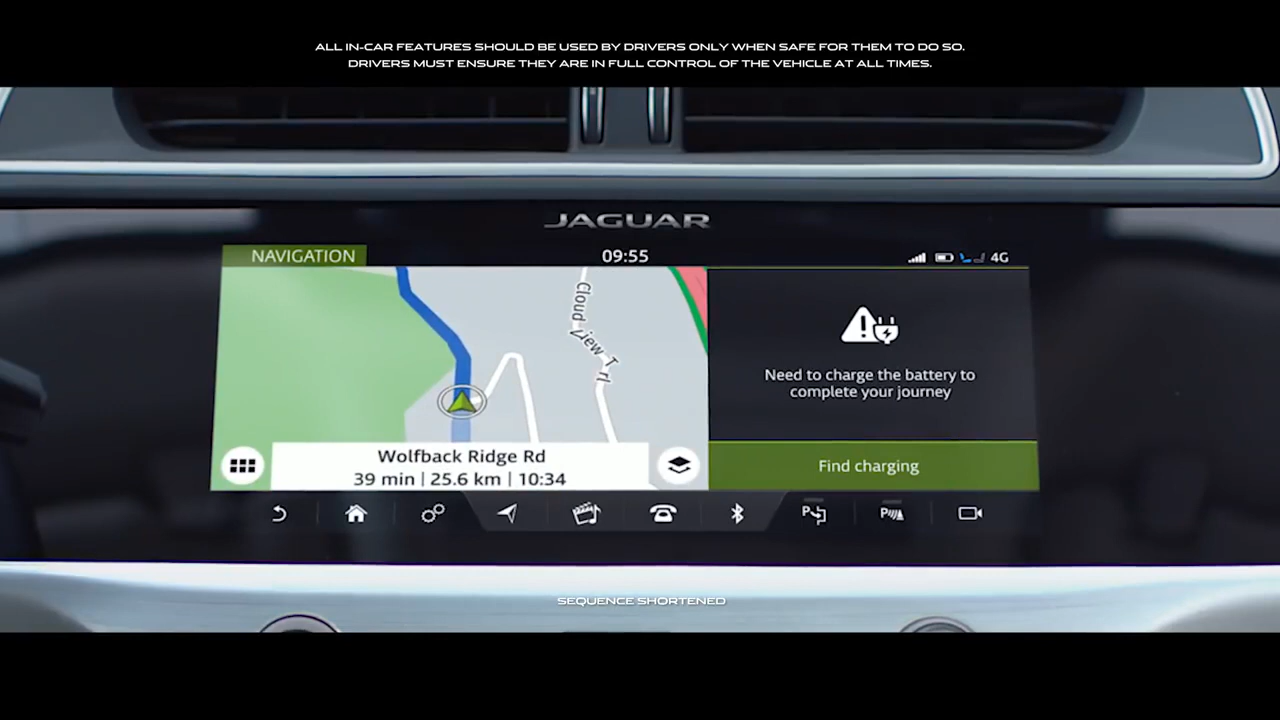 ALL IN-CAR FEATURES SHOULD BE USED BY DRIVERS ONLY WHEN SAFE FOR THEM TO DO SO.
DRIVERS MUST ENSURE THEY ARE IN FULL CONTROL OF THE VEHICLE AT ALL TIMES.
JAGUAR
NAVIGATION
09:55
4G
Cloud View Trl
Need to charge the battery to
complete your journey
Wolfback Ridge Rd
39 min | 25.6 km | 10:34
Find charging
P
P
SEQUENCE SHORTENED